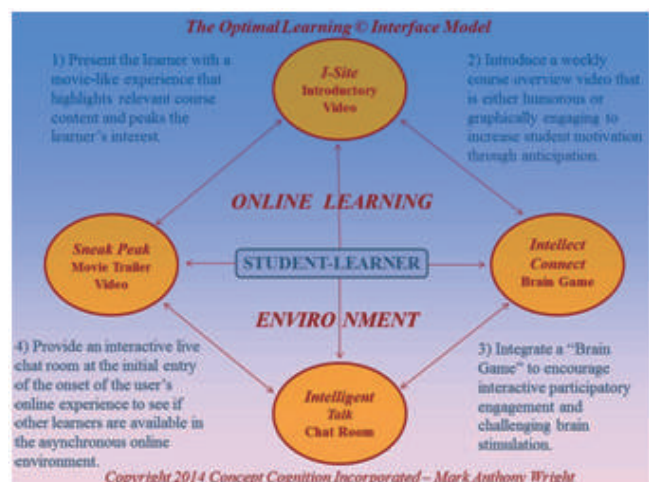 The Optimal Learning © Interface Model
1) Present the learner with a
movie-like experience that
highlights relevant course
content and peaks the
learner's interest.
I-Site
Introductory
Video
2) Introduce a weekly
course overview video that
is either humorous or
graphically engaging to
increase student motivation
through anticipation.
ONLINE LEARNING
Sneak Peak
Movie Trailer
Video
STUDENT-LEARNER
Intellect
Connect
Brain Game
ENVIRO NMENT
4) Provide an interactive live
chat room at the initial entry
of the onset of the user's
online experience to see if
other learners are available in
the asynchronous online
environment.
Intelligent
Talk
Chat Room
3) Integrate a “Brain
Game” to encourage
interactive participatory
engagement and
challenging brain
stimulation.
Copyright 2014 Concept Cognition Incorporated – Mark Anthony Wright